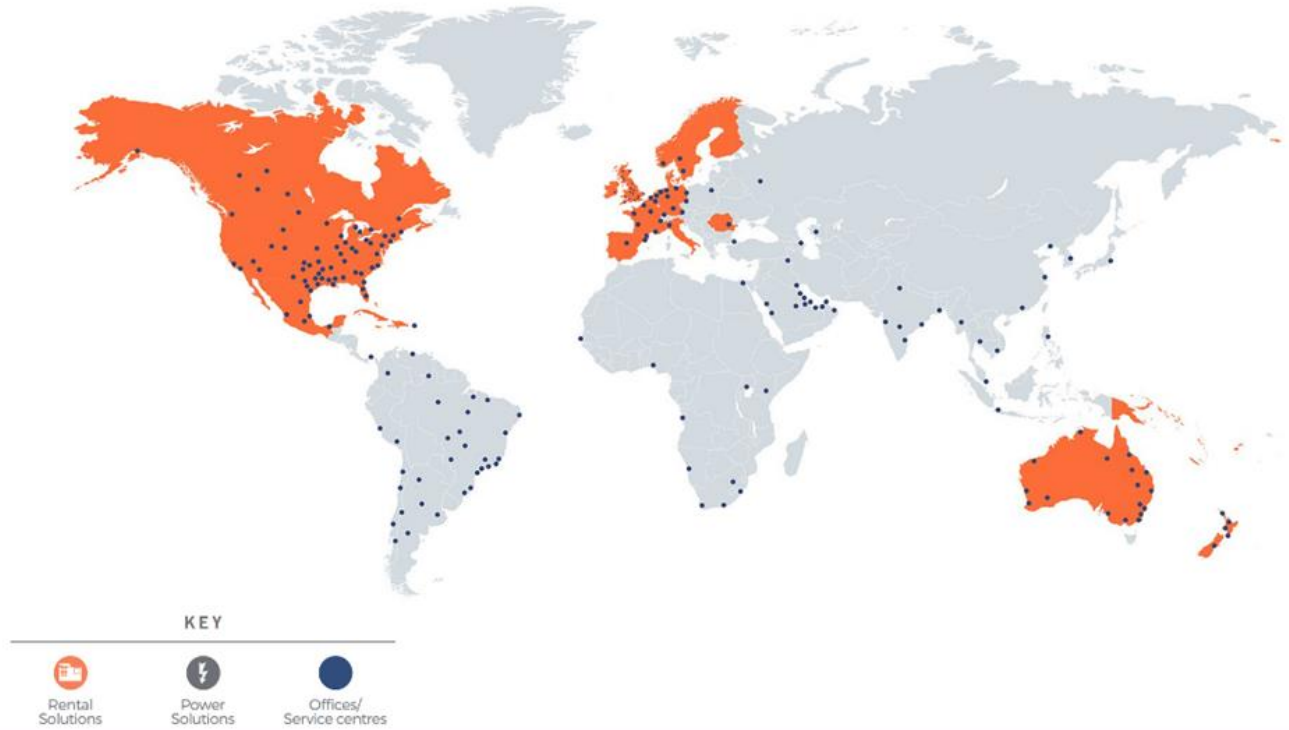 KEY
Rental
Solutions
Power
Solutions
Offices/
Service centres